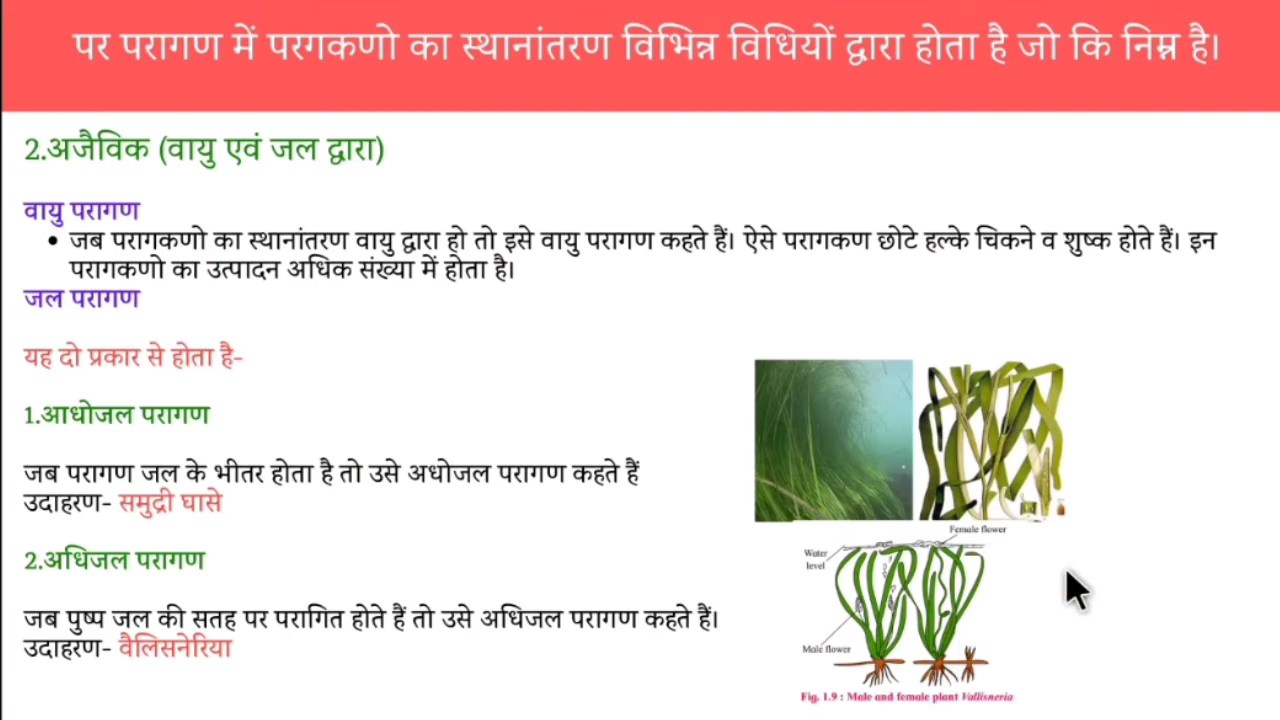 पर परागण में परगकणो का स्थानांतरण विभिन्न विधियों द्वारा होता है जो कि निम्न है।
2.अजैविक (वायु एवं जल द्वारा)
वायु परागण
• जब परागकणो का स्थानांतरण वायु द्वारा हो तो इसे वायु परागण कहते हैं। ऐसे परागकण छोटे हल्के चिकने व शुष्क होते हैं। इन
परागकणो का उत्पादन अधिक संख्या में होता है।
जल परागण
यह दो प्रकार से होता है-
1.आधोजल परागण
जब परागण जल के भीतर होता है तो उसे अधोजल परागण कहते हैं
उदाहरण- समुद्री घासे
2.अधिजल परागण
जब पुष्प जल की सतह पर परागित होते हैं तो उसे अधिजल परागण कहते हैं।
उदाहरण- वैलिसनेरिया
Female flower
Water
level
Male flower
Fig. 1.9 : Male and female plant Vallisneria